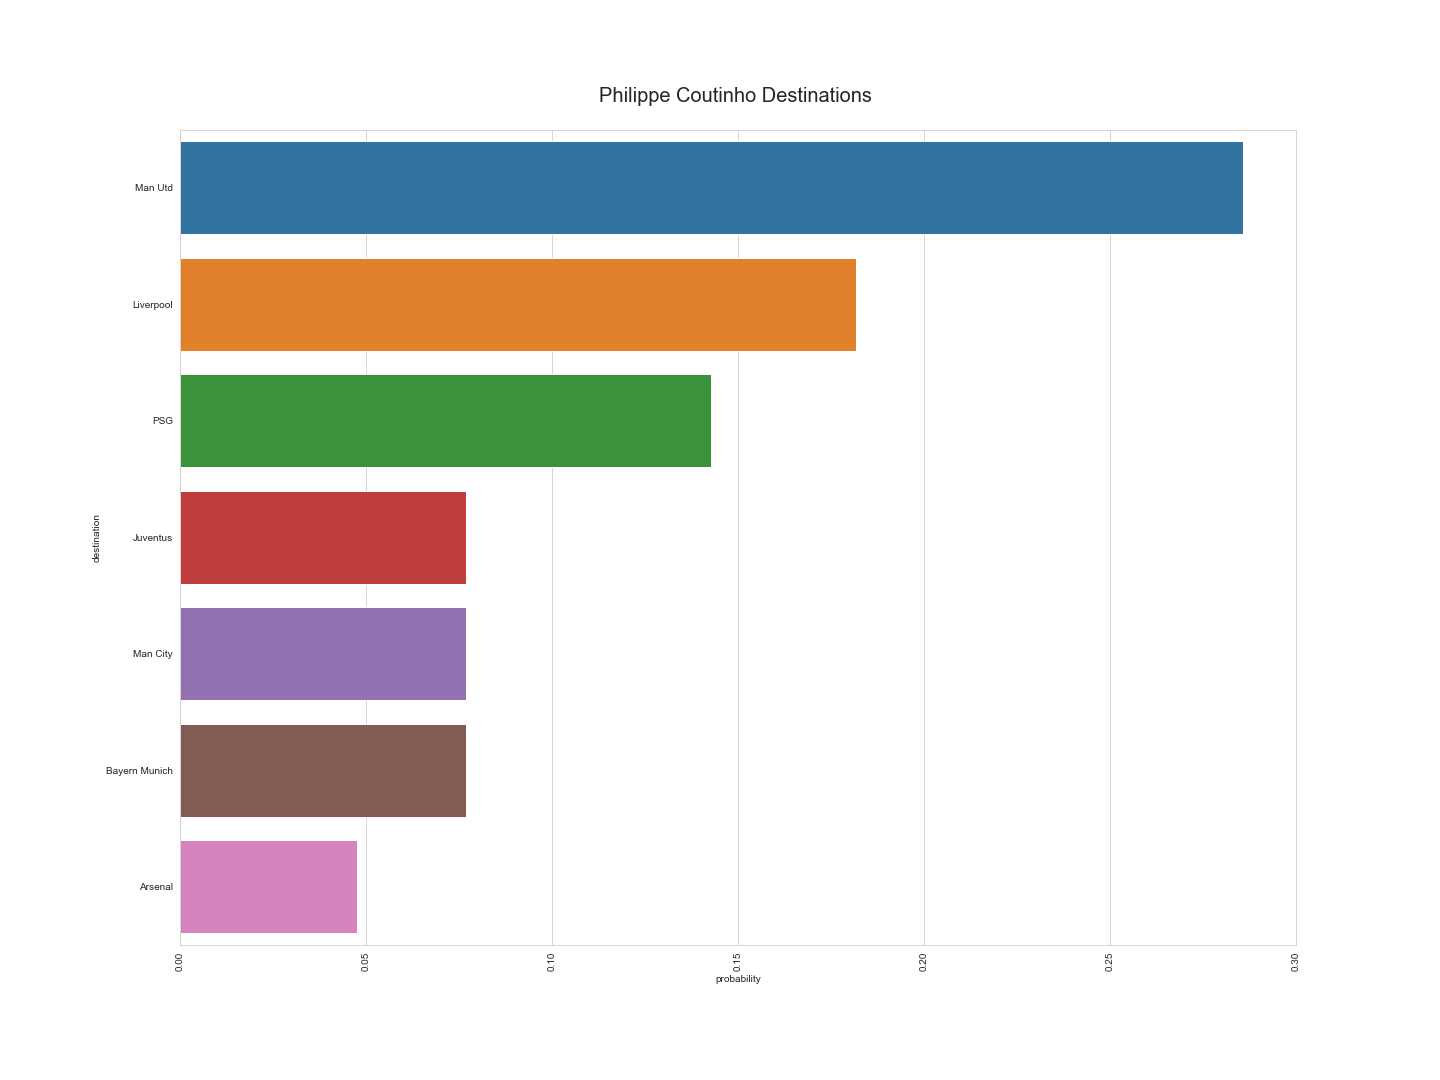 Philippe Coutinho Destinations
Man Utd
Liverpool
PSG
Juventus
Man City
Bayern Munich
Arsenal
destination
0.00
0.05
0.10
0.15
0.20
0.25
0.30
probability